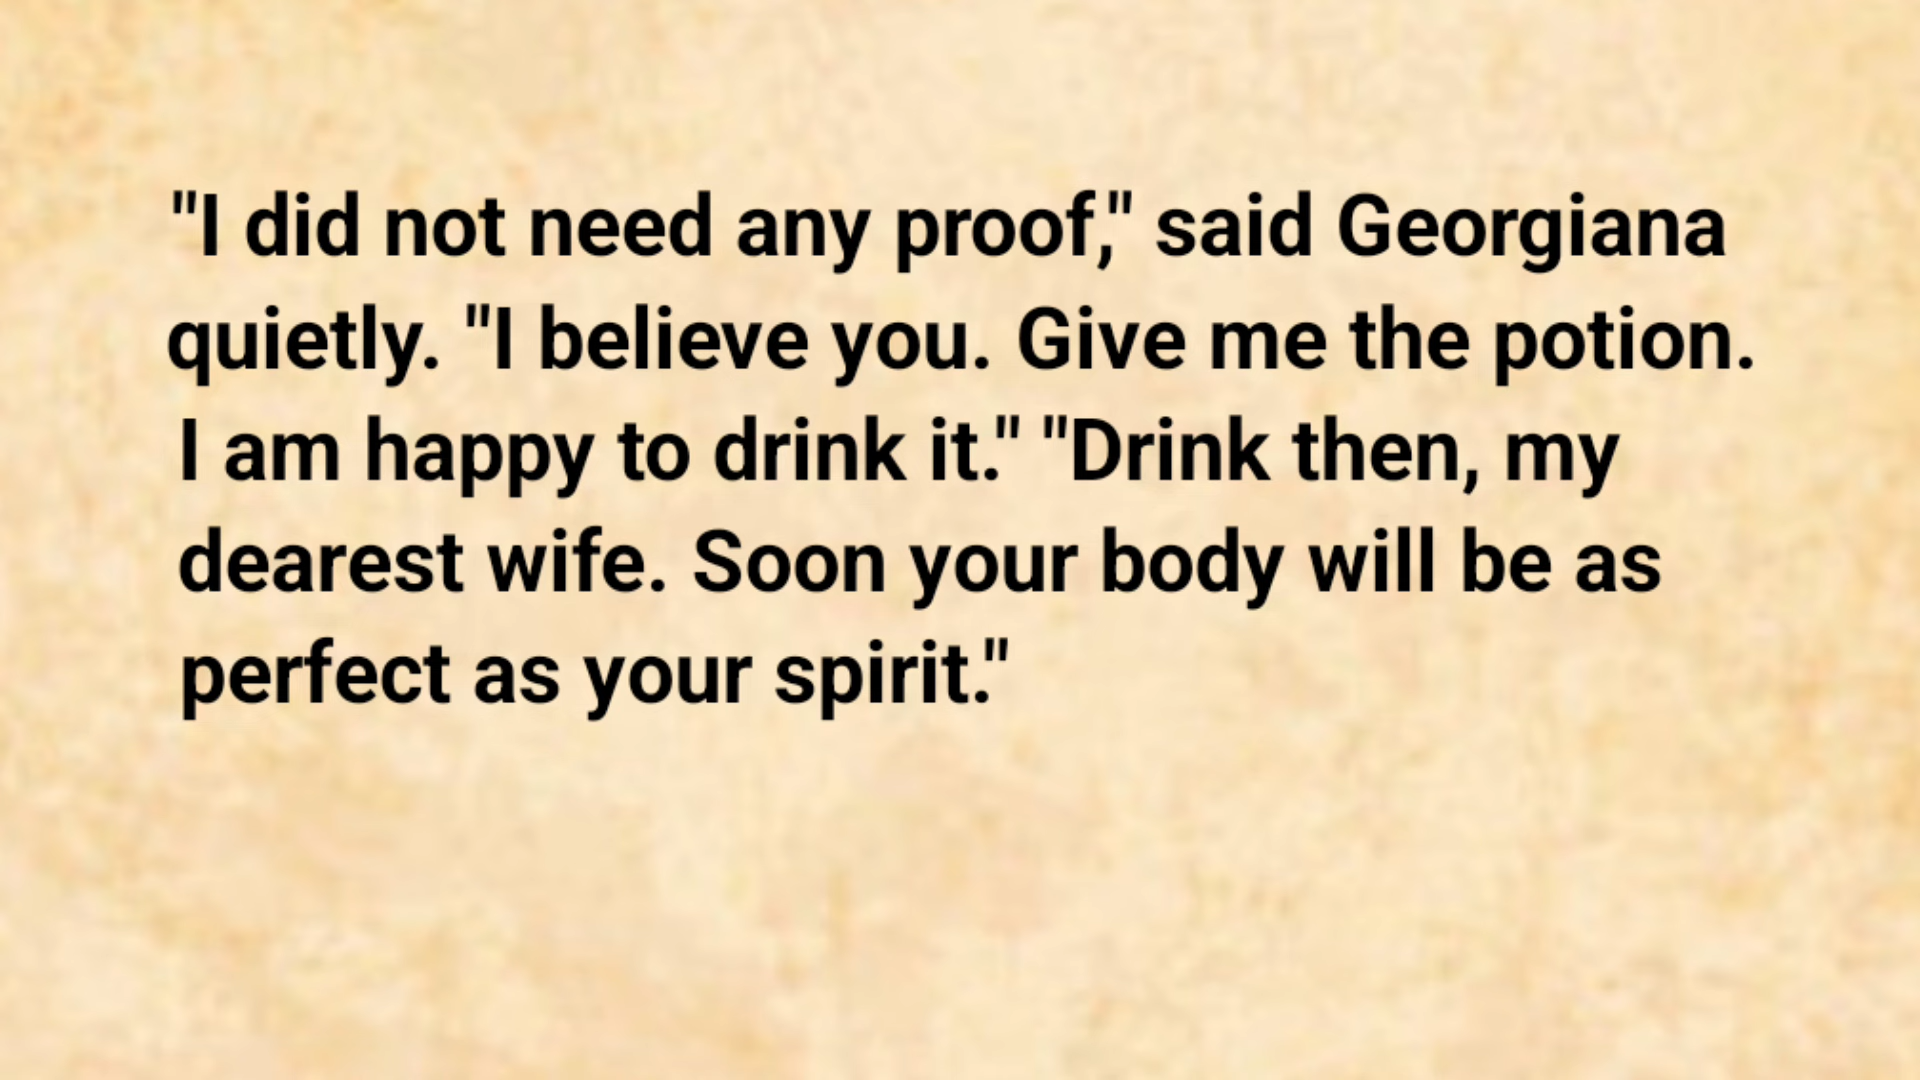 "I did not need any proof," said Georgiana
quietly. "I believe you. Give me the potion.
I am happy to drink it." "Drink then, my
dearest wife. Soon your body will be as
perfect as your spirit."